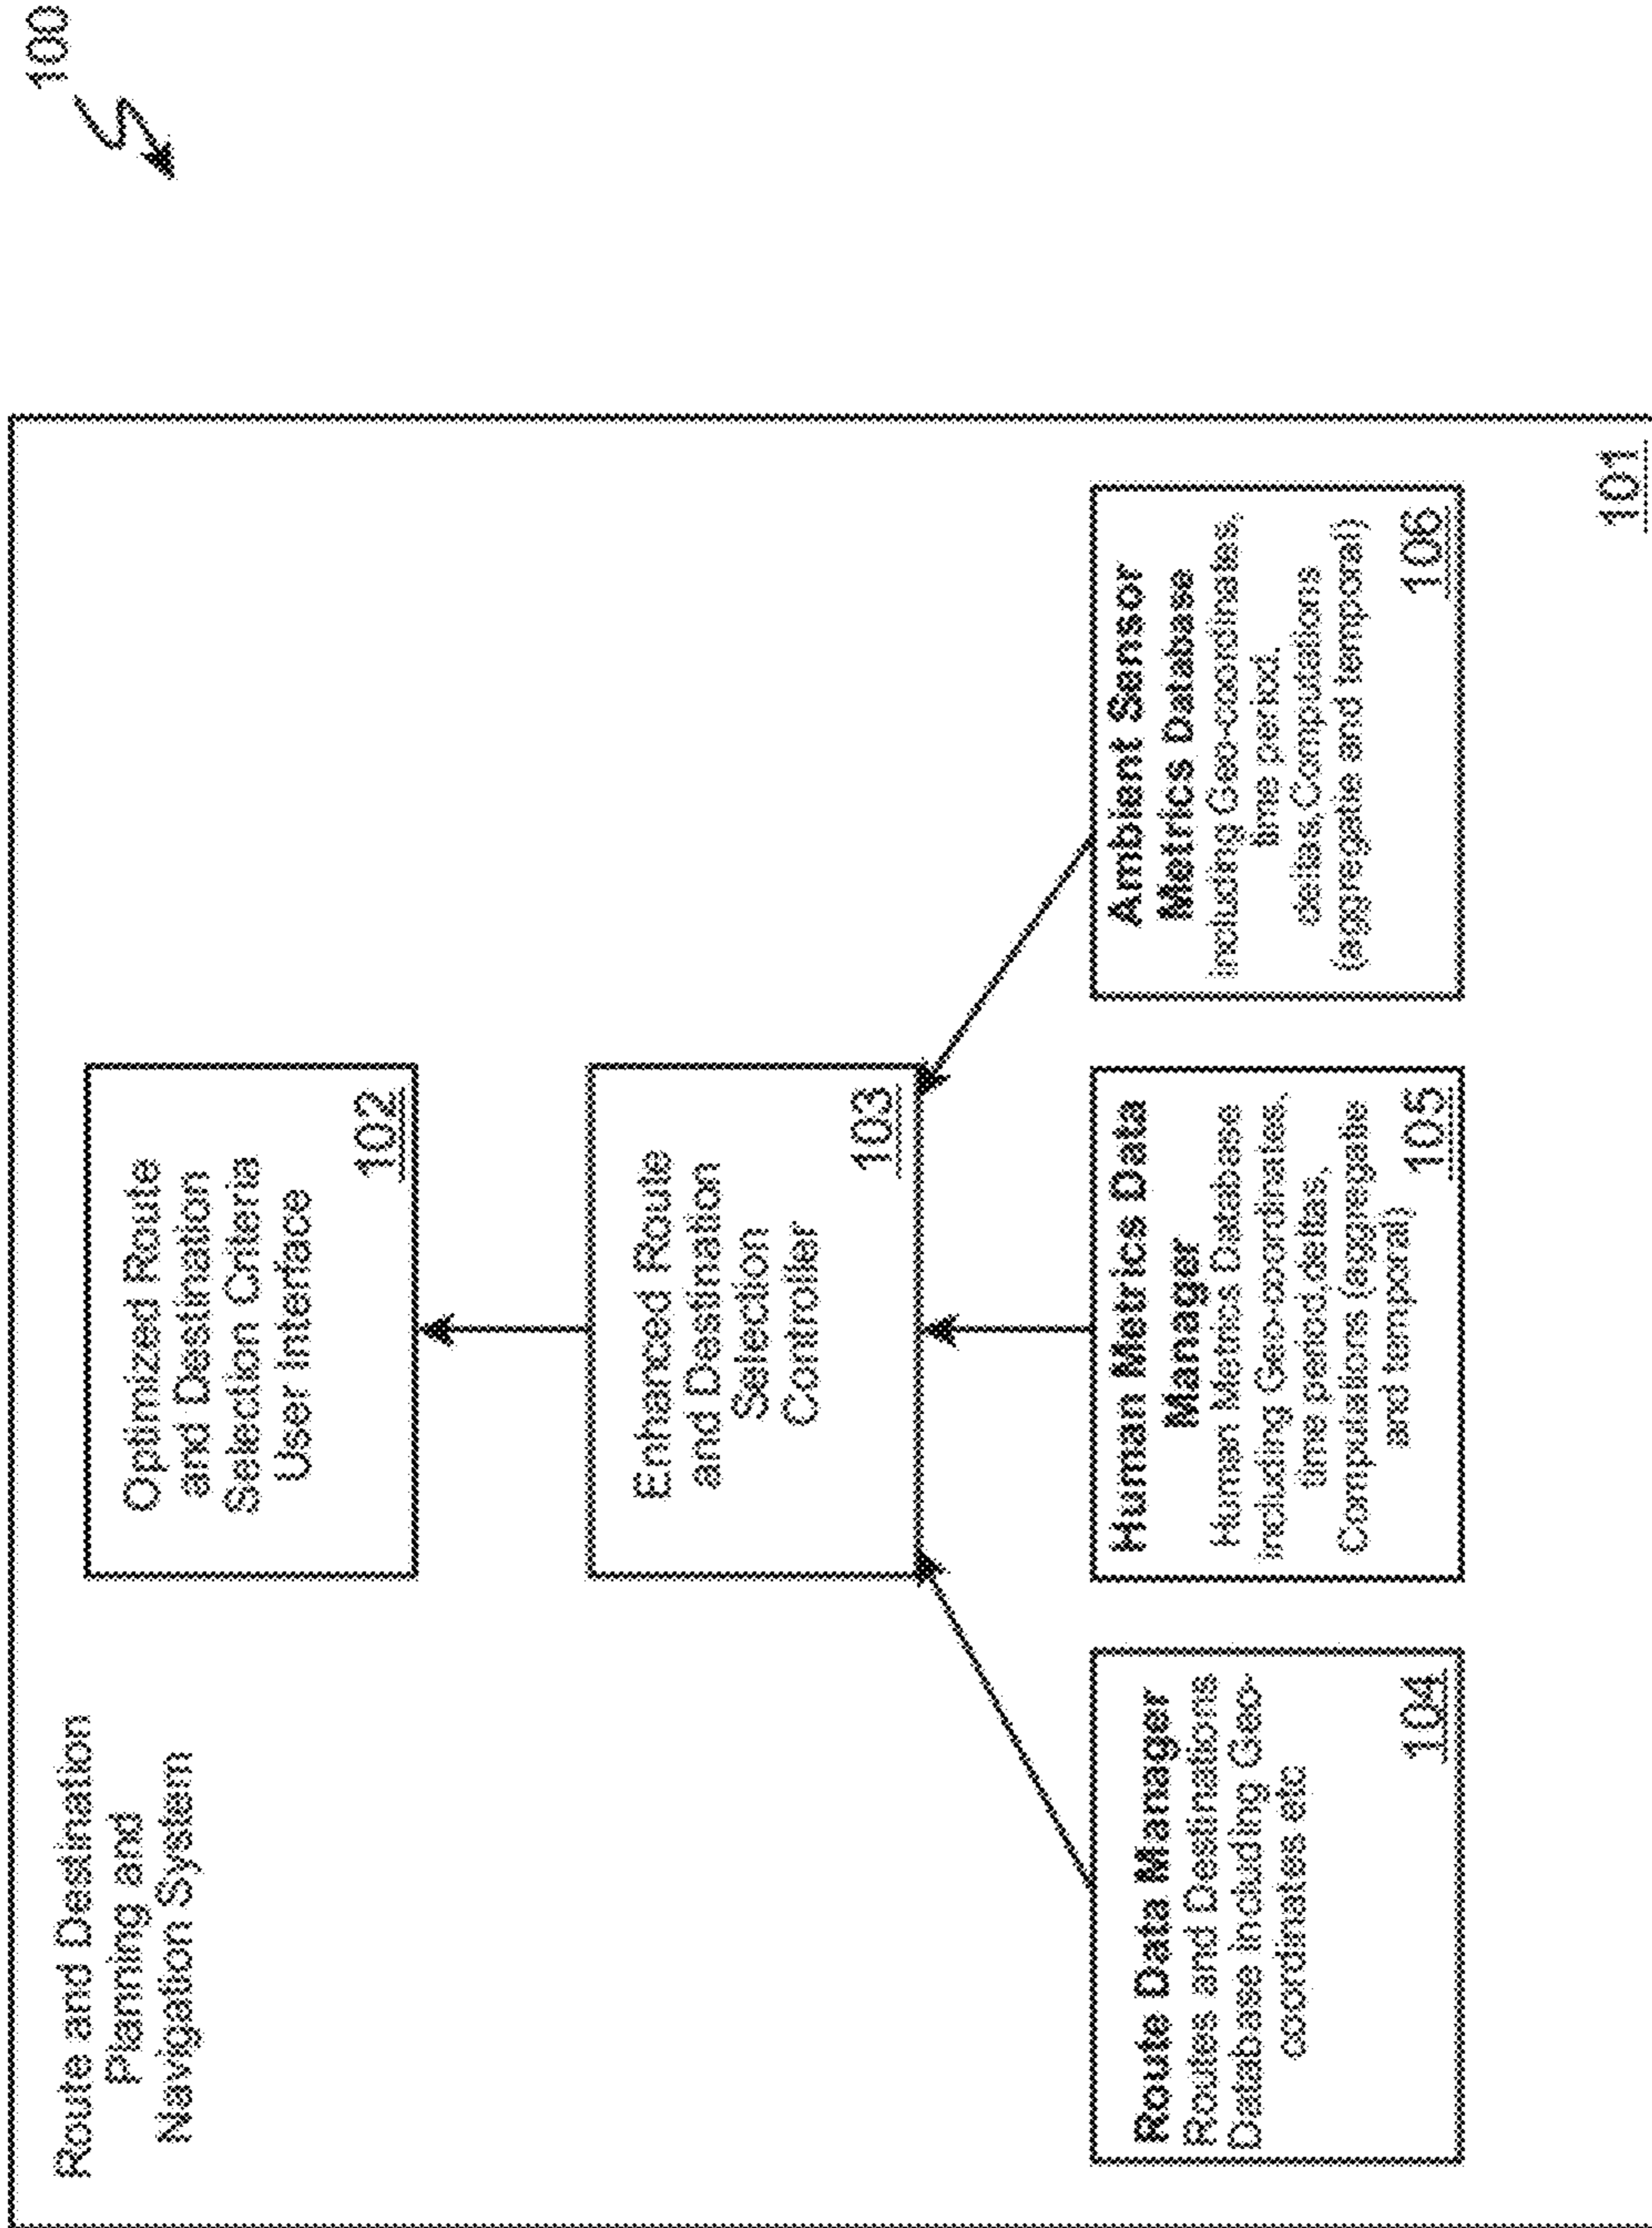 100
Route and Destination
Planning and
Navigation System
Optimized Route
and Destination
Selection Criteria
User Interface
102
Enhanced Route
and Destination
Selection
Controller
103
Route Data Manager
Routes and Destinations
Database including Geo-
coordinates etc
104
Human Metrics Data
Manager
Human Metrics Database
including Geo-coordinates,
time period, deltas,
Computations (aggregate
and temporal)
105
Ambient Sensor
Metrics Database
including Geo-coordinates,
time period,
deltas, Computations
(aggregate and temporal)
106
101